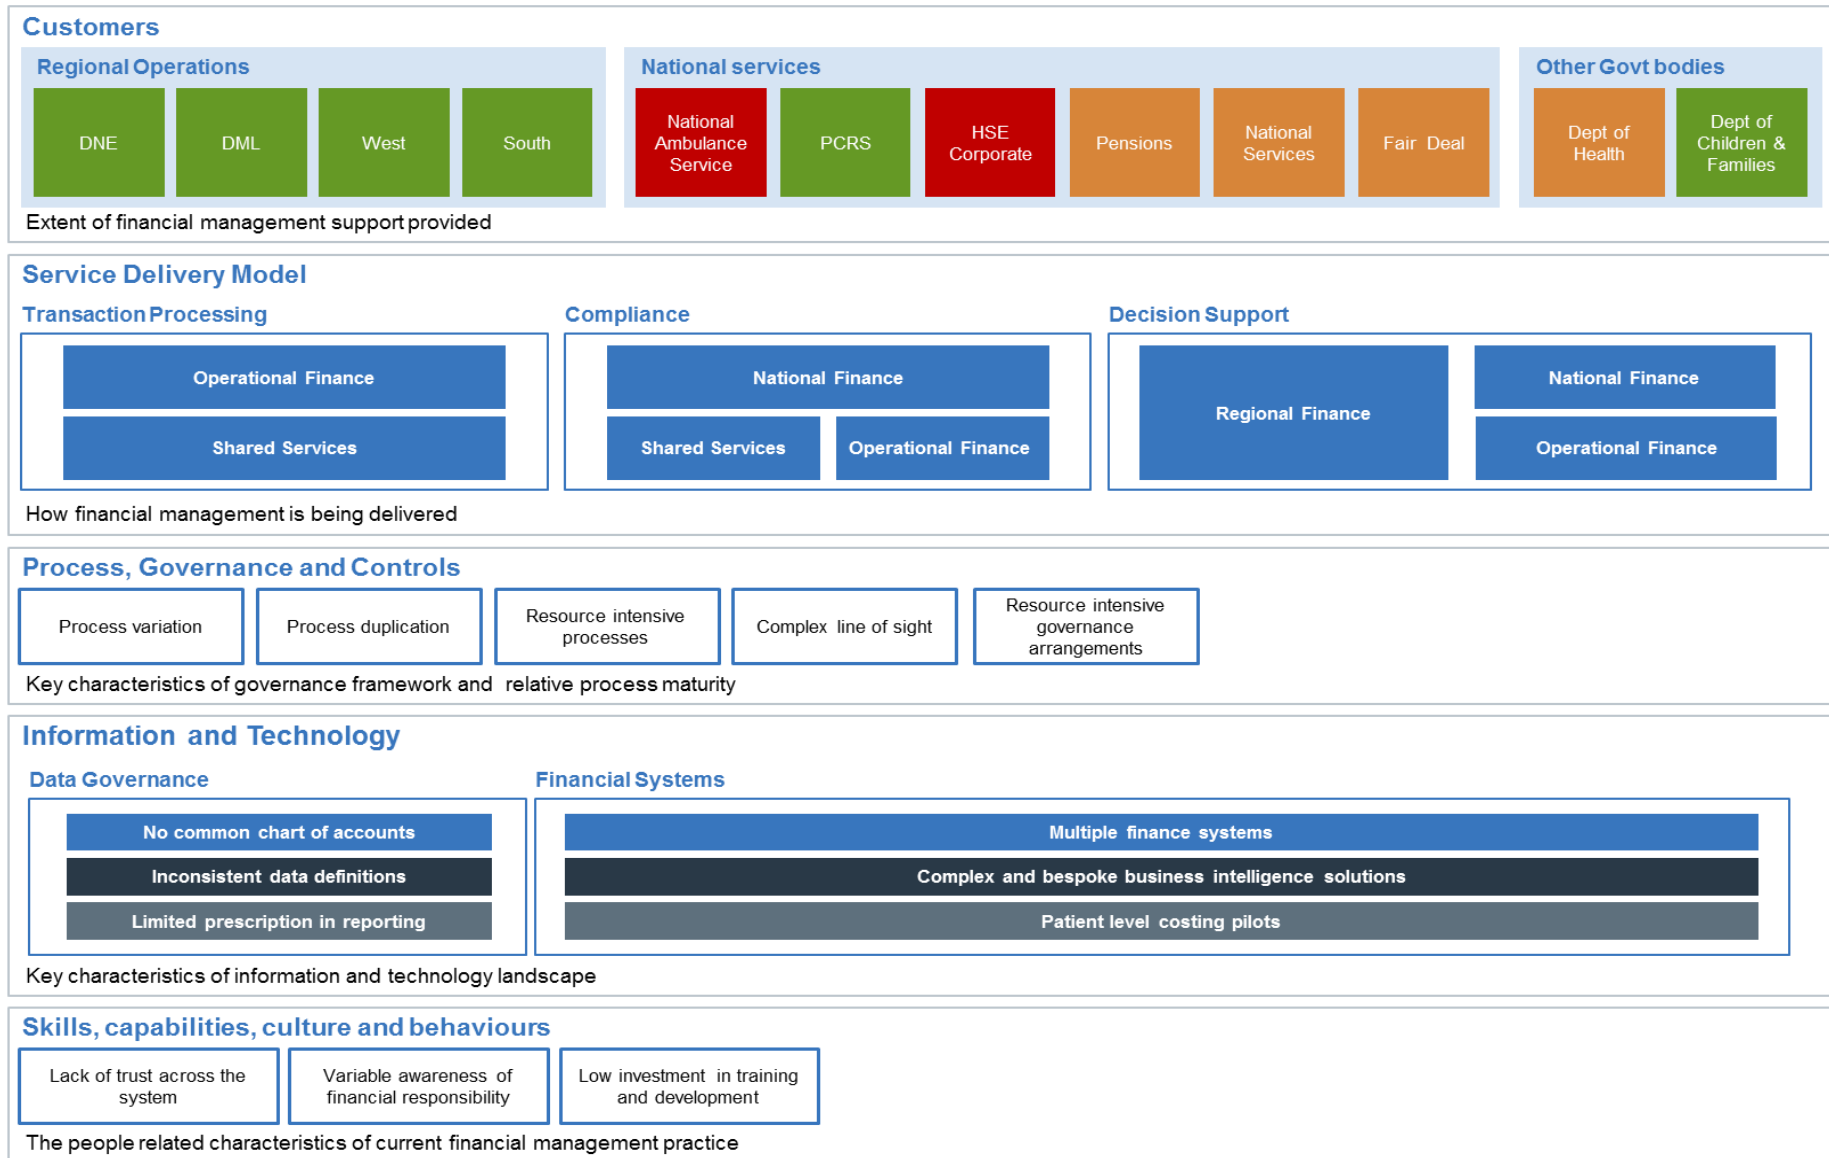 Customers
Regional Operations
National services
Other Govt bodies
DNE
DML
West
South
National
Ambulance
Service
PCRS
HSE
Corporate
Pensions
National
Services
Fair Deal
Dept of
Health
Dept of
Children &
Families
Extent of financial management support provided
Service Delivery Model
Transaction Processing
Compliance
Decision Support
Operational Finance
Shared Services
National Finance
Shared Services
Operational Finance
Regional Finance
National Finance
Operational Finance
How financial management is being delivered
Process, Governance and Controls
Process variation
Process duplication
Resource intensive
processes
Complex line of sight
Resource intensive
governance
arrangements
Key characteristics of governance framework and relative process maturity
Information and Technology
Data Governance
Financial Systems
No common chart of accounts
Inconsistent data definitions
Limited prescription in reporting
Multiple finance systems
Complex and bespoke business intelligence solutions
Patient level costing pilots
Key characteristics of information and technology landscape
Skills, capabilities, culture and behaviours
Lack of trust across the
system
Variable awareness of
financial responsibility
Low investment in training
and development
The people related characteristics of current financial management practice